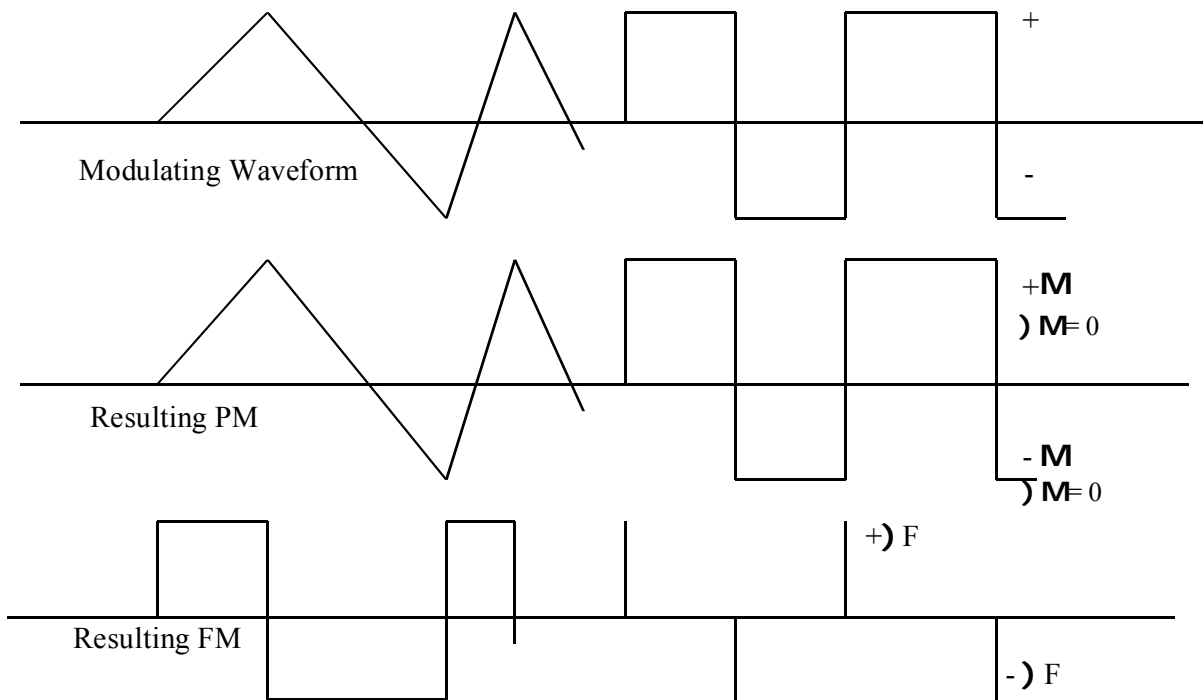 +
Modulating Waveform
-
+M
)M= 0
Resulting PM
- M
)M= 0
+) F
Resulting FM
-) F